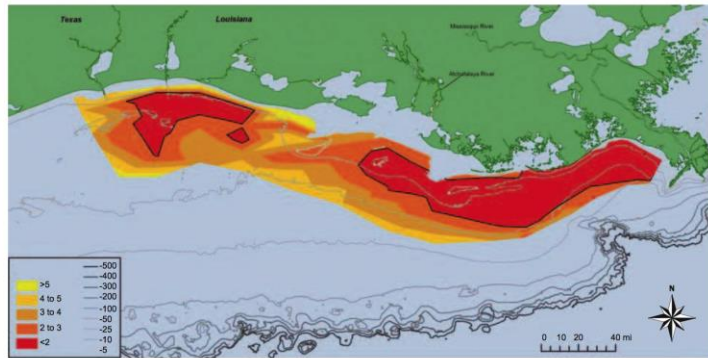 Texas
Louisiana
Mississippi River
Atchafalaya River
>5
4 to 5
3 to 4
2 to 3
<2
-500
-400
-300
-200
-100
-50
-25
-10
-5
N
0 10 20 40 mi